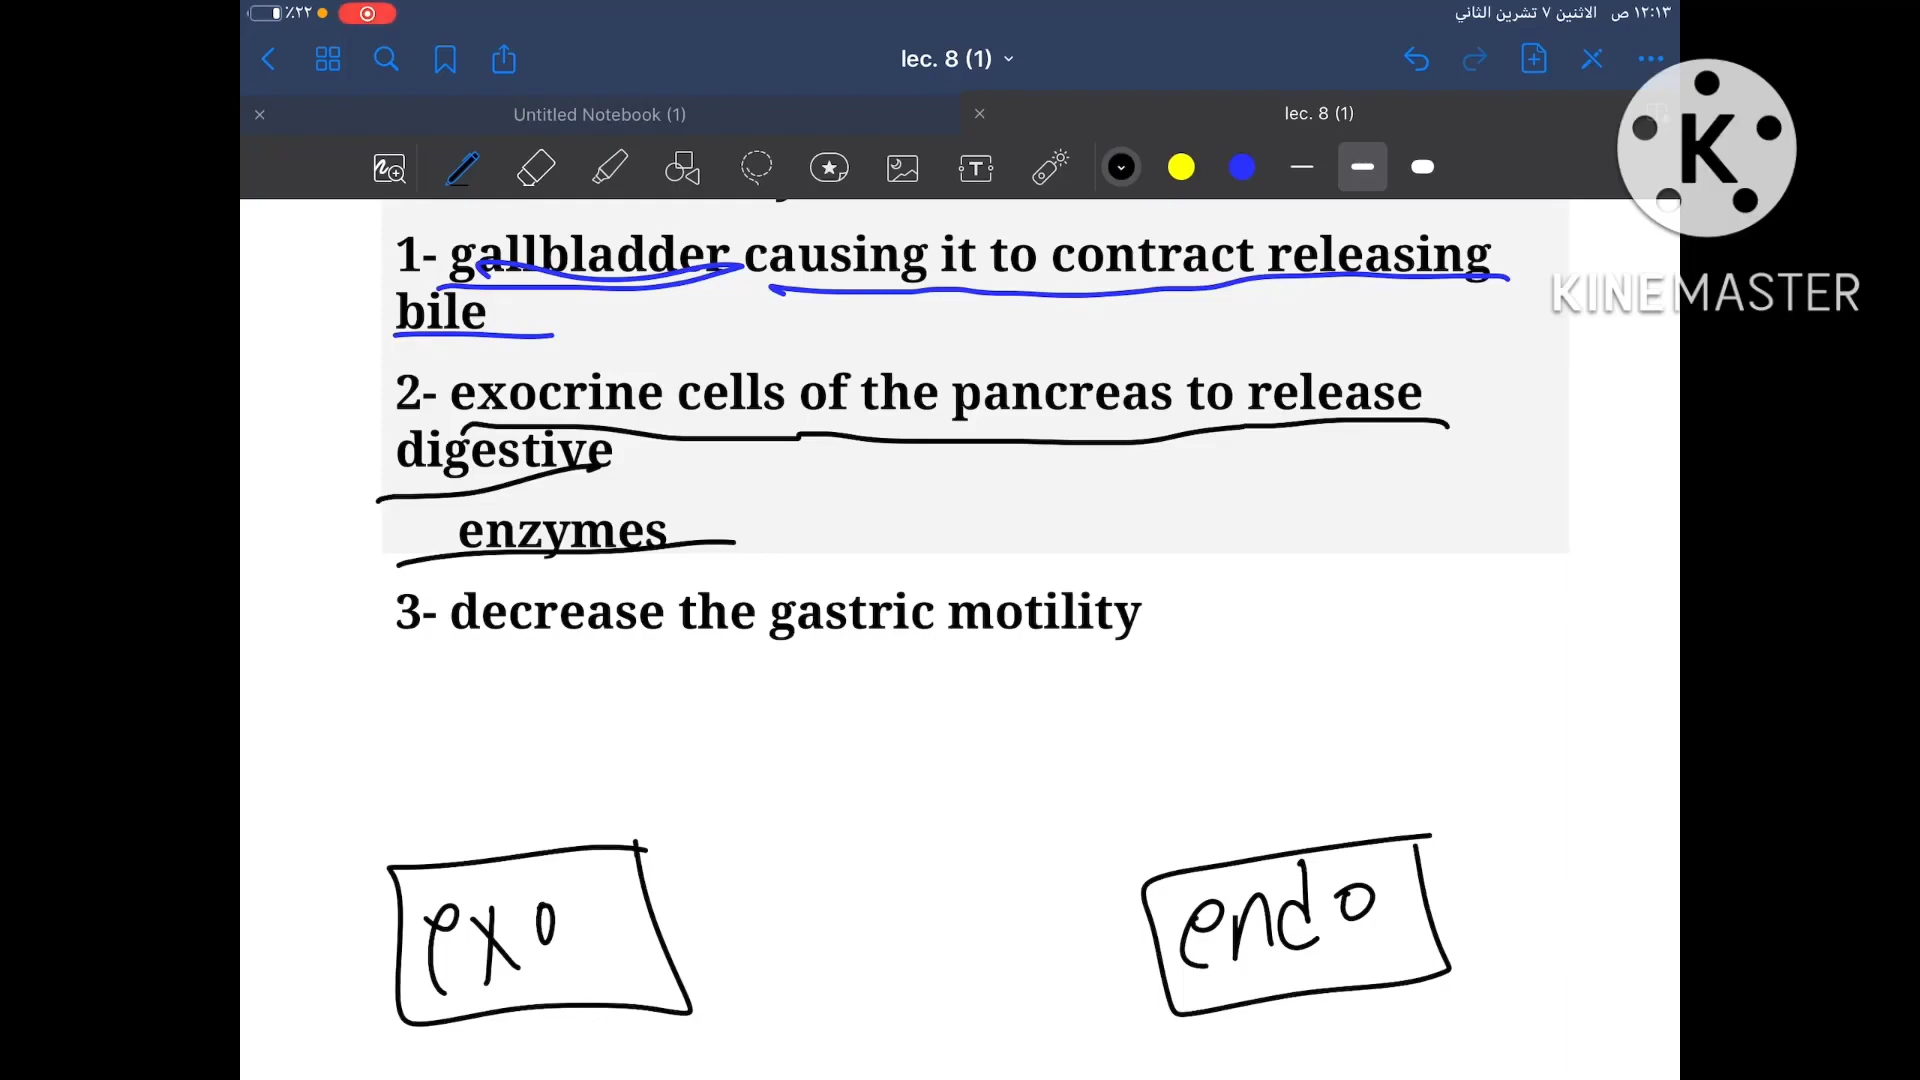 ٪٢٢
١٢:١٣ ص الاثنين ٧ تشرين الثاني
lec. 8 (1)
Untitled Notebook (1)
lec. 8 (1)
K
KINEMASTER
1- gallbladder causing it to contract releasing
bile
2- exocrine cells of the pancreas to release
digestive
enzymes
3- decrease the gastric motility
exo
endo